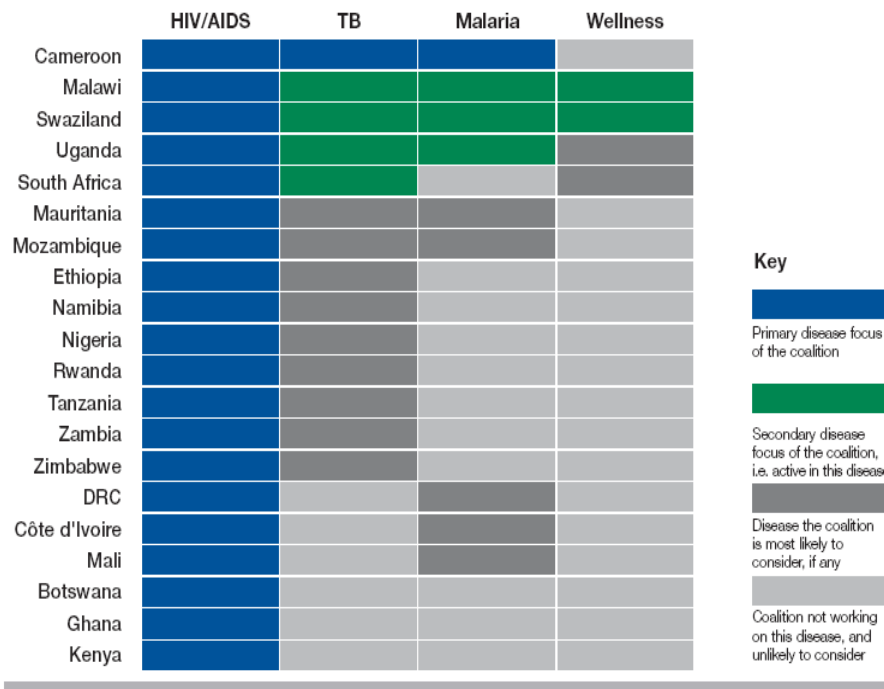 HIV/AIDS TB Malaria Wellness
Cameroon
Malawi
Swaziland
Uganda
South Africa
Mauritania
Mozambique
Ethiopia
Namibia
Nigeria
Rwanda
Tanzania
Zambia
Zimbabwe
DRC
Côte d'Ivoire
Mali
Botswana
Ghana
Kenya
Key
Primary disease focus
of the coalition
Secondary disease
focus of the coalition,
i.e. active in this disease
Disease the coalition
is most likely to
consider, if any
Coalition not working
on this disease, and
unlikely to consider